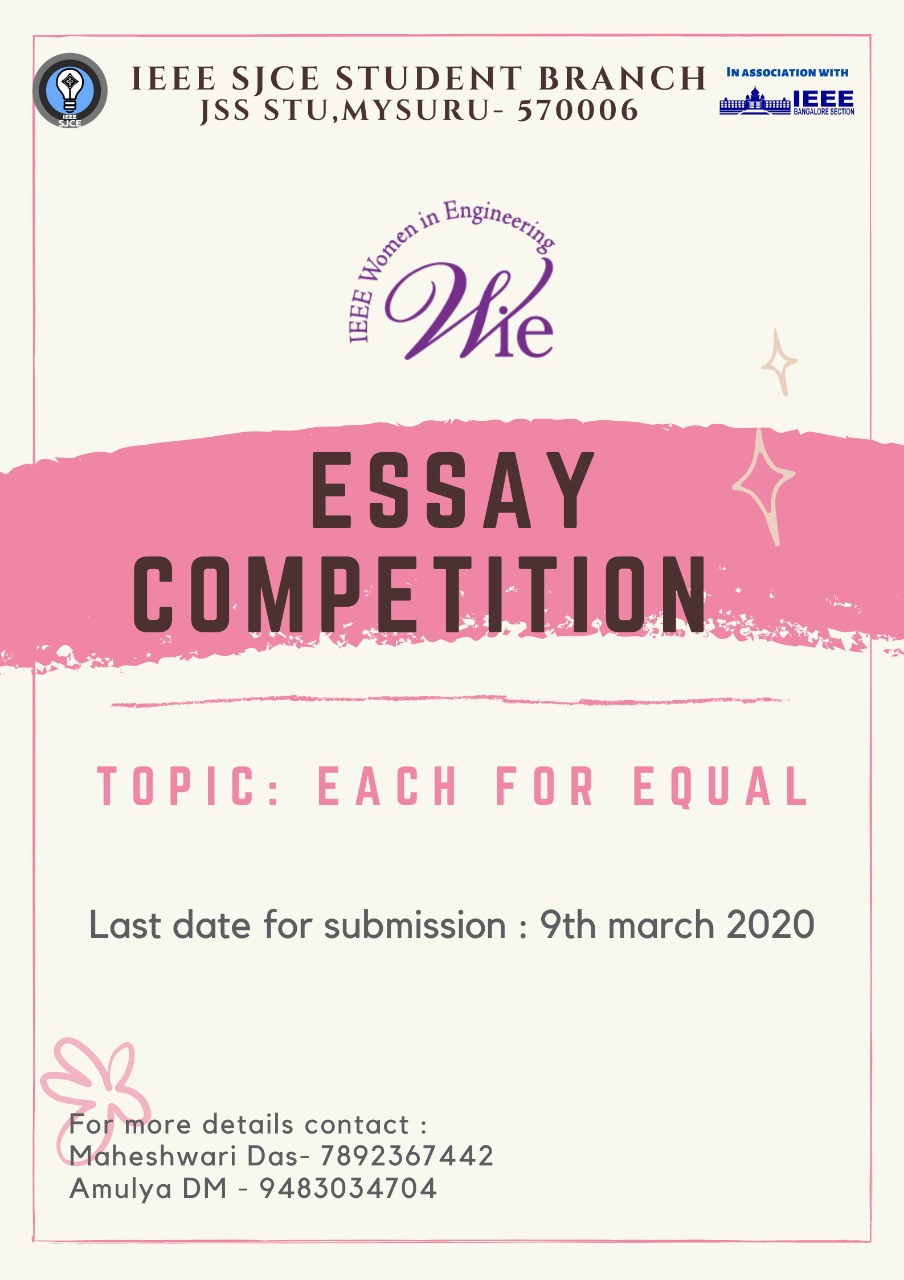 IEEE SJCE STUDENT BRANCH
JSS STU,MYSURU- 570006
IEEE
SJCE
IN ASSOCIATION WITH
IEEE
BANGALORE SECTION
IEEE Women in Engineering
Wie
ESSAY
COMPETITION
TOPIC: EACH FOR EQUAL
Last date for submission : 9th march 2020
For more details contact :
Maheshwari Das- 7892367442
Amulya DM - 9483034704